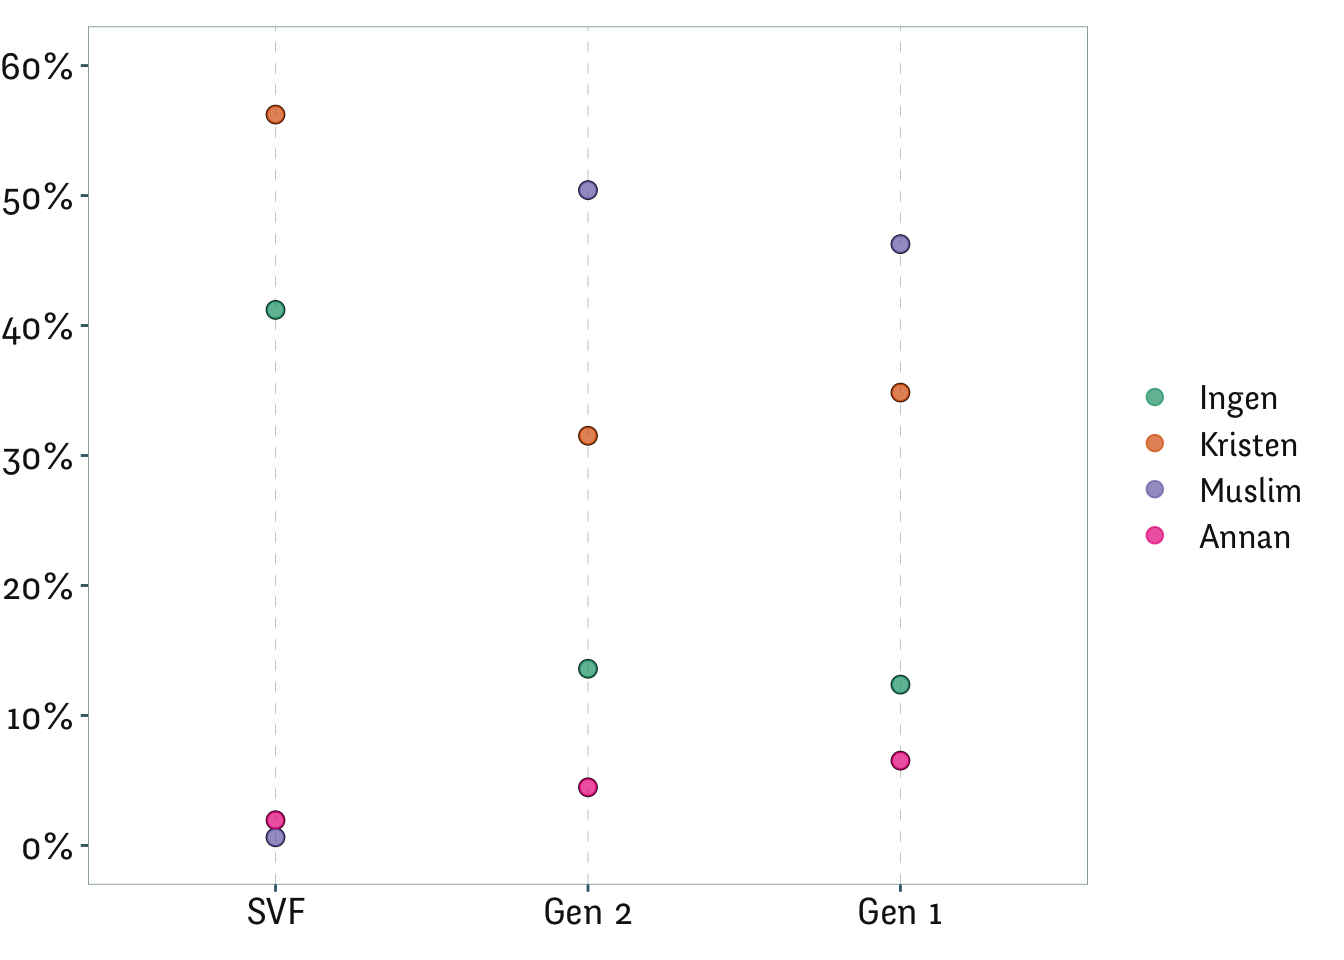 60%
50%
40%
30%
20%
10%
0%
SVF
Gen 2
Gen 1
Ingen
Kristen
Muslim
Annan